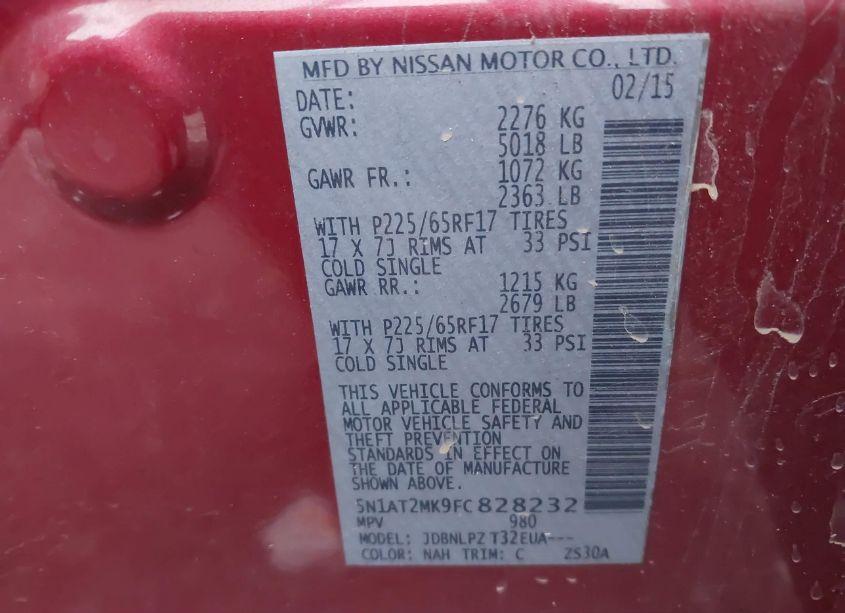 MFD BY NISSAN MOTOR CO., LTD.
DATE: 02/15
GVWR: 2276 KG
5018 LB
GAWR FR.: 1072 KG
2363 LB
WITH P225/65RF17 TIRES
17 X 7J RIMS AT 33 PSI
COLD SINGLE
GAWR RR.: 1215 KG
2679 LB
WITH P225/65RF17 TIRES
17 X 7J RIMS AT 33 PSI
COLD SINGLE
THIS VEHICLE CONFORMS TO
ALL APPLICABLE FEDERAL
MOTOR VEHICLE SAFETY AND
THEFT PREVENTION
STANDARDS IN EFFECT ON
THE DATE OF MANUFACTURE
SHOWN ABOVE.
5N1AT2MK9FC828232
MPV 980
MODEL: JDBNLPZ T32EUA---
COLOR: NAH TRIM: C ZS30A